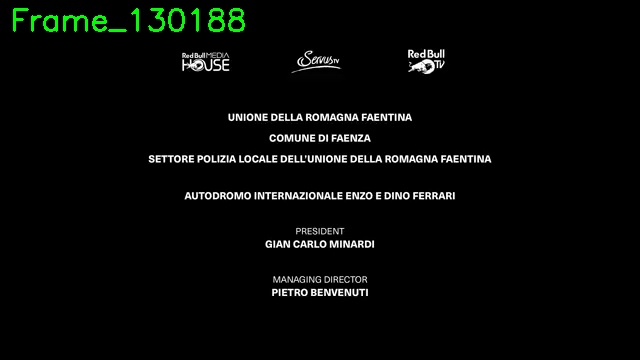 Frame_130188
Red Bull MEDIA HOUSE
ServusTV
Red Bull TV
UNIONE DELLA ROMAGNA FAENTINA
COMUNE DI FAENZA
SETTORE POLIZIA LOCALE DELL'UNIONE DELLA ROMAGNA FAENTINA
AUTODROMO INTERNAZIONALE ENZO E DINO FERRARI
PRESIDENT
GIAN CARLO MINARDI
MANAGING DIRECTOR
PIETRO BENVENUTI